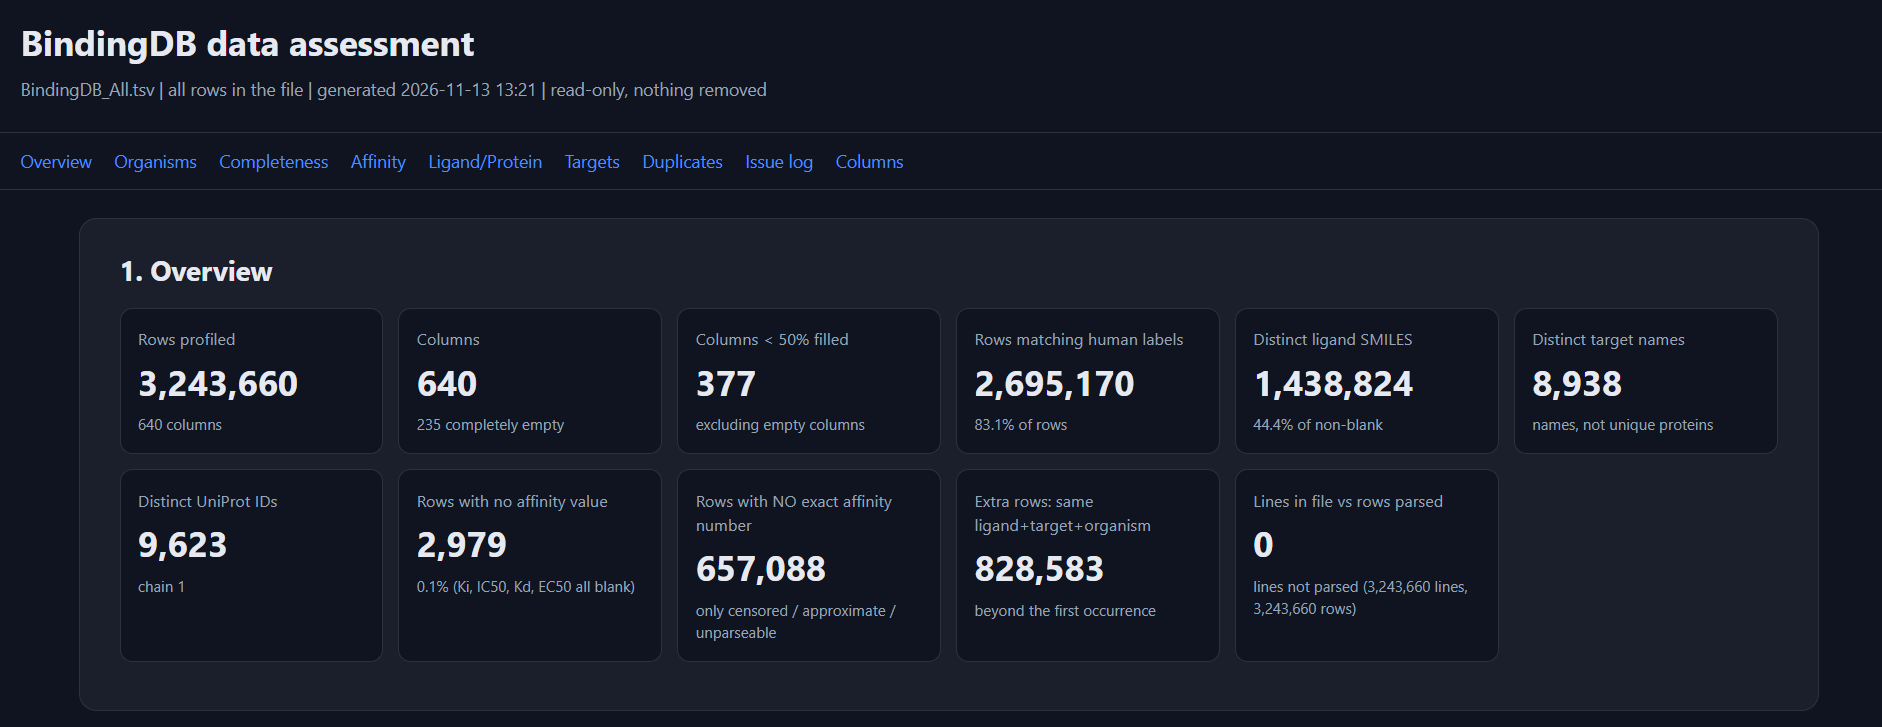 BindingDB data assessment
BindingDB_All.tsv | all rows in the file | generated 2026-11-13 13:21 | read-only, nothing removed
Overview Organisms Completeness Affinity Ligand/Protein Targets Duplicates Issue log Columns
1. Overview
Rows profiled
3,243,660
640 columns
Columns
640
235 completely empty
Columns < 50% filled
377
excluding empty columns
Rows matching human labels
2,695,170
83.1% of rows
Distinct ligand SMILES
1,438,824
44.4% of non-blank
Distinct target names
8,938
names, not unique proteins
Distinct UniProt IDs
9,623
chain 1
Rows with no affinity value
2,979
0.1% (Ki, IC50, Kd, EC50 all blank)
Rows with NO exact affinity
number
657,088
only censored / approximate /
unparseable
Extra rows: same
ligand+target+organism
828,583
beyond the first occurrence
Lines in file vs rows parsed
0
lines not parsed (3,243,660 lines,
3,243,660 rows)